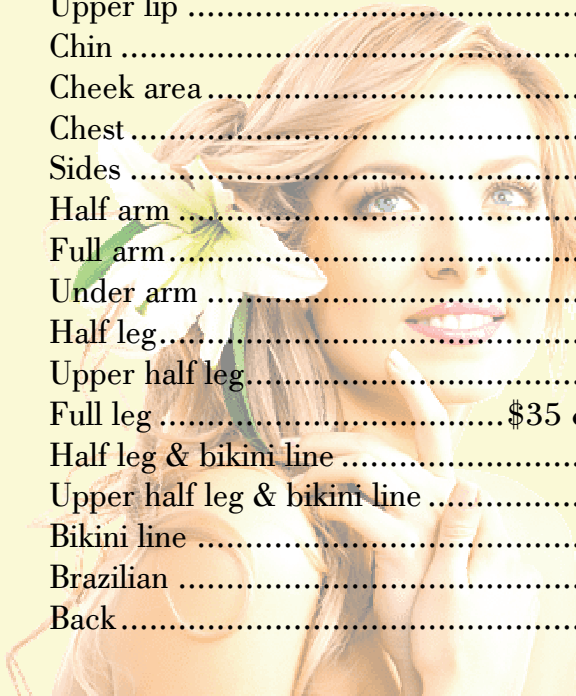 Upper lip ..............................................
Chin .....................................................
Cheek area ...........................................
Chest ....................................................
Sides ....................................................
Half arm ...............................................
Full arm ................................................
Under arm ...........................................
Half leg .................................................
Upper half leg .......................................
Full leg ...................................$35
Half leg & bikini line ............................
Upper half leg & bikini line ..................
Bikini line .............................................
Brazilian ...............................................
Back .....................................................